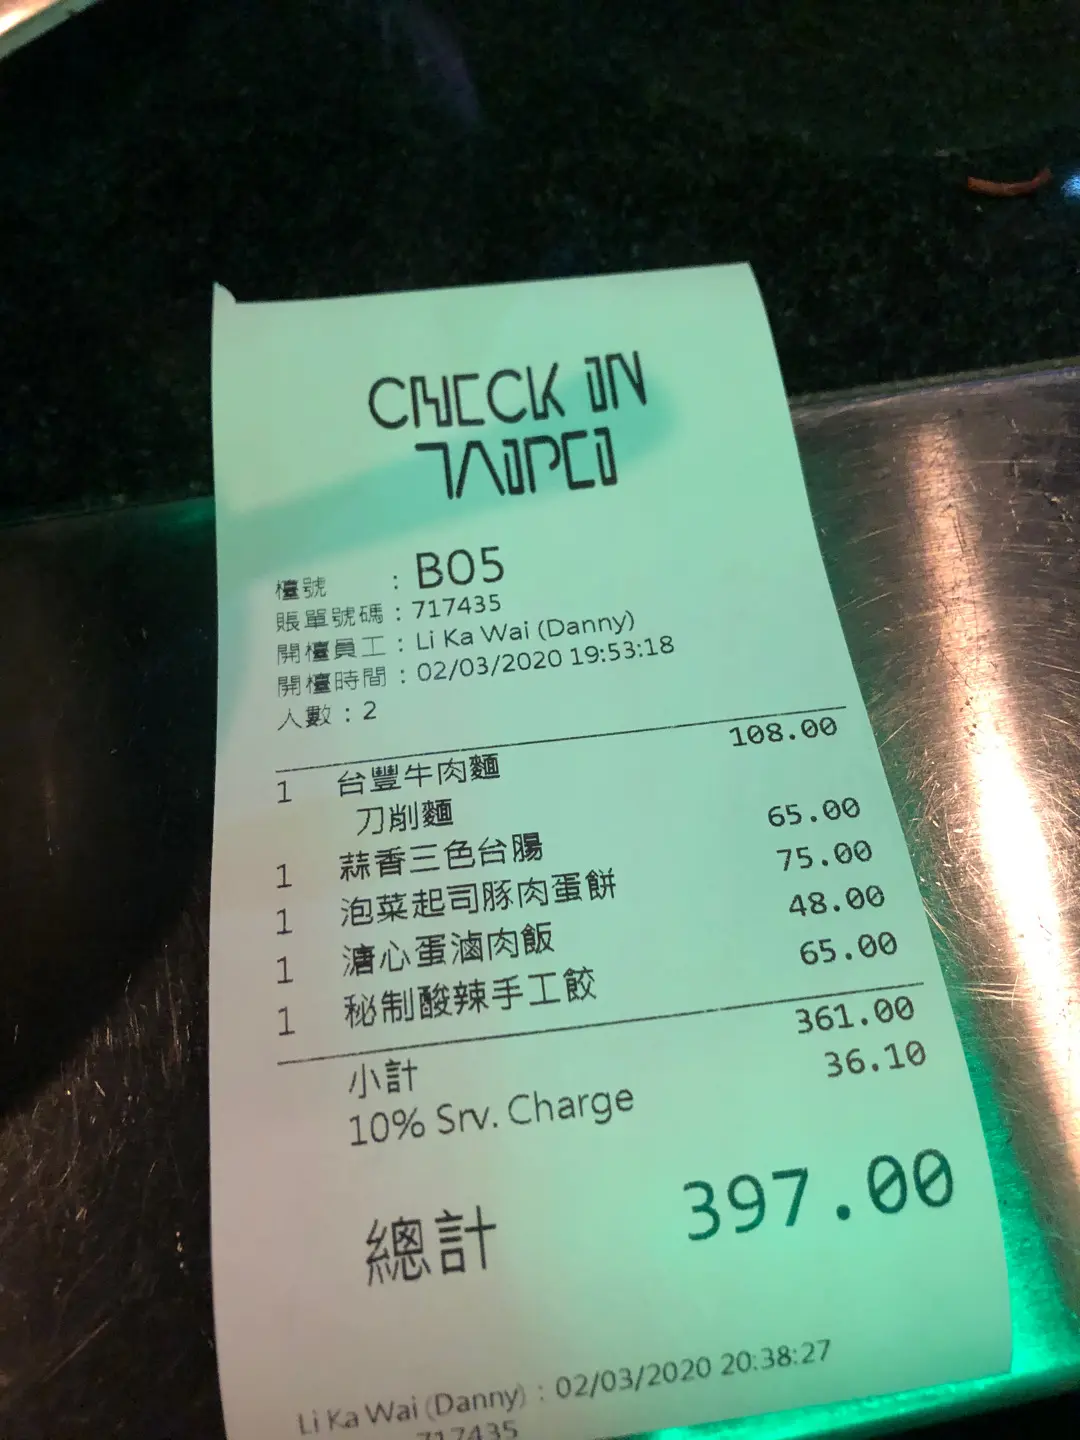 CHECK IN
TAIPEI
檯號 : B05
賬單號碼 : 717435
開檯員工 : Li Ka Wai (Danny)
開檯時間 : 02/03/2020 19:53:18
人數 : 2
1 台豐牛肉麵 108.00
刀削麵
1 蒜香三色台腸 65.00
1 泡菜起司豚肉蛋餅 75.00
1 溏心蛋滷肉飯 48.00
1 秘制酸辣手工餃 65.00
小計 361.00
10% Srv. Charge 36.10
總計 397.00
Li Ka Wai (Danny) : 02/03/2020 20:38:27
717435